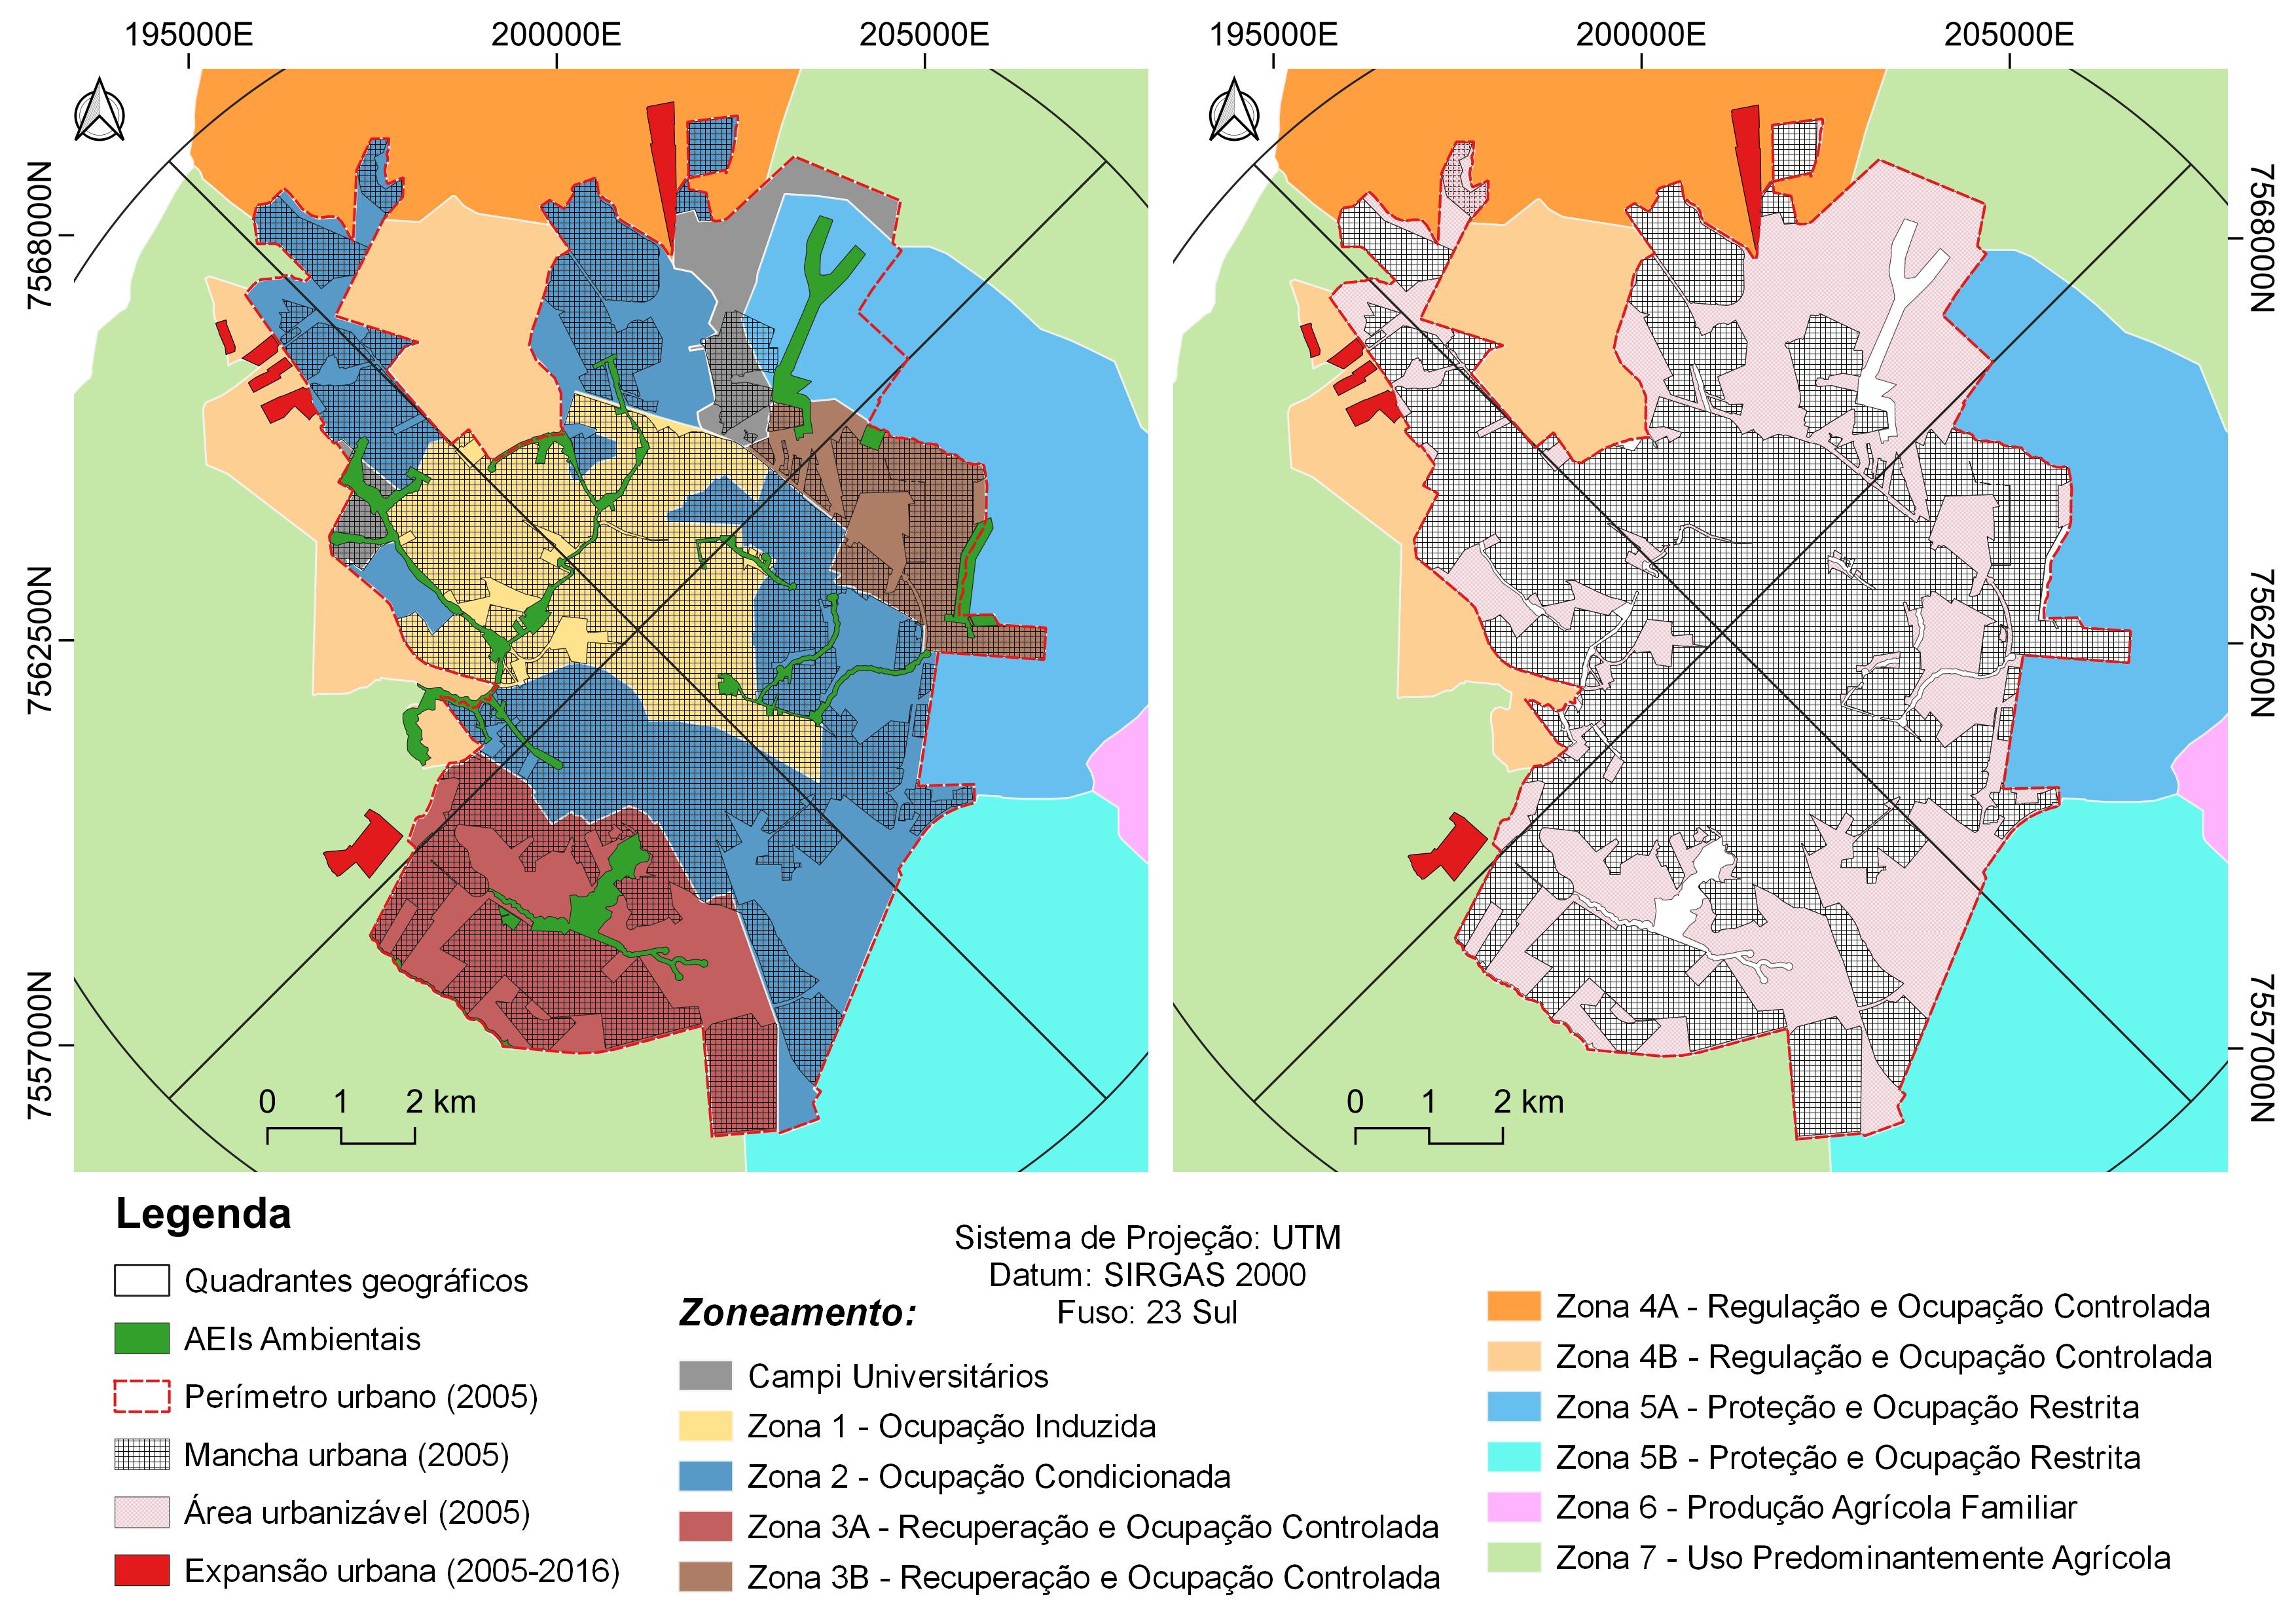 195000E 200000E 205000E 195000E 200000E 205000E
7568000N
7562500N
7557000N
7568000N
7562500N
7557000N
0 1 2 km
0 1 2 km
Legenda
Quadrantes geográficos
AEIs Ambientais
Perímetro urbano (2005)
Mancha urbana (2005)
Área urbanizável (2005)
Expansão urbana (2005-2016)
Sistema de Projeção: UTM
Datum: SIRGAS 2000
Fuso: 23 Sul
Zoneamento:
Campi Universitários
Zona 1 - Ocupação Induzida
Zona 2 - Ocupação Condicionada
Zona 3A - Recuperação e Ocupação Controlada
Zona 3B - Recuperação e Ocupação Controlada
Zona 4A - Regulação e Ocupação Controlada
Zona 4B - Regulação e Ocupação Controlada
Zona 5A - Proteção e Ocupação Restrita
Zona 5B - Proteção e Ocupação Restrita
Zona 6 - Produção Agrícola Familiar
Zona 7 - Uso Predominantemente Agrícola